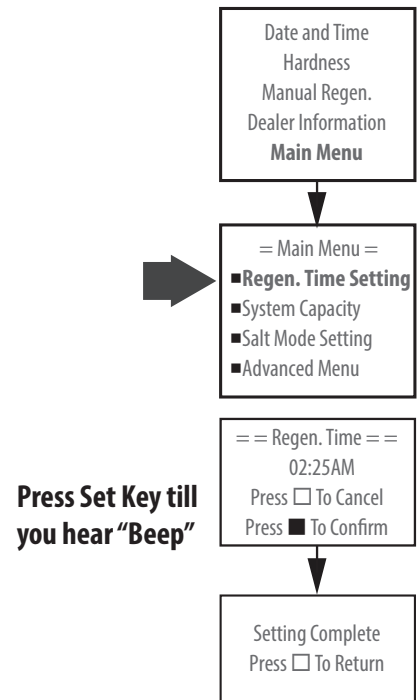 Date and Time
Hardness
Manual Regen.
Dealer Information
Main Menu
= Main Menu =
■Regen. Time Setting
■System Capacity
■Salt Mode Setting
■Advanced Menu
Press Set Key till
you hear “Beep”
= = Regen. Time = =
02:25AM
Press □ To Cancel
Press ■ To Confirm
Setting Complete
Press □ To Return